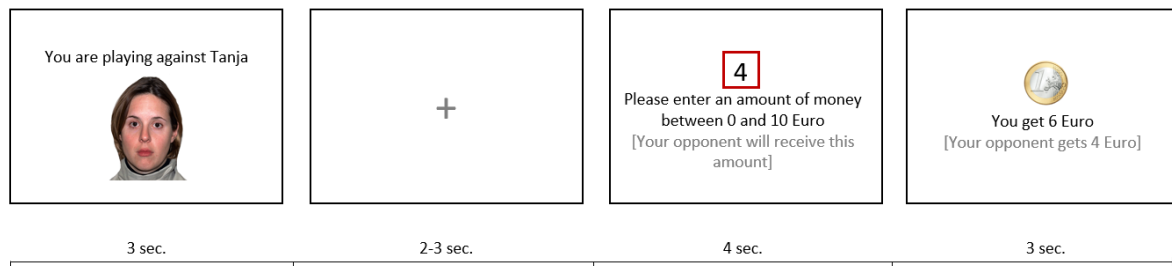 You are playing against Tanja
+
4
Please enter an amount of money
between 0 and 10 Euro
[Your opponent will receive this
amount]
1
You get 6 Euro
[Your opponent gets 4 Euro]
3 sec.
2-3 sec.
4 sec.
3 sec.